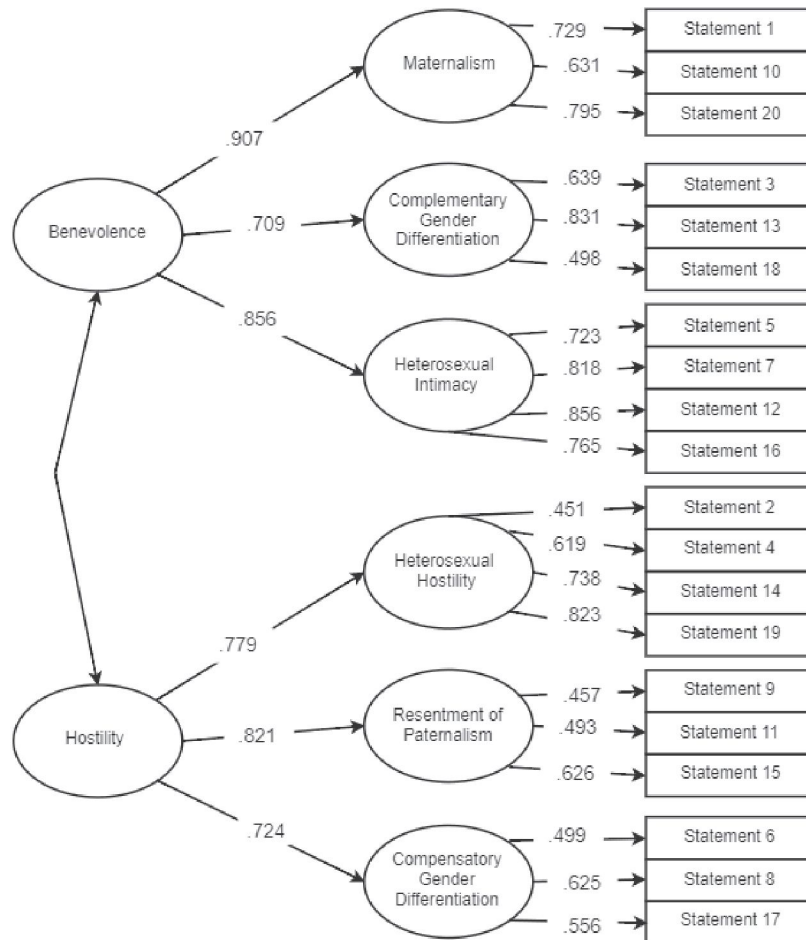 .729
Statement 1
Maternalism
.631
Statement 10
.795
Statement 20
.907
.639
Statement 3
Complementary
Gender
Differentiation
.831
Statement 13
Benevolence
.709
.498
Statement 18
.856
.723
Statement 5
Heterosexual
Intimacy
.818
Statement 7
.856
Statement 12
.765
Statement 16
.451
Statement 2
.619
Statement 4
Heterosexual
Hostility
.738
Statement 14
.823
Statement 19
.779
.457
Statement 9
Resentment of
Paternalism
.493
Statement 11
Hostility
.821
.626
Statement 15
.724
.499
Statement 6
Compensatory
Gender
Differentiation
.625
Statement 8
.556
Statement 17